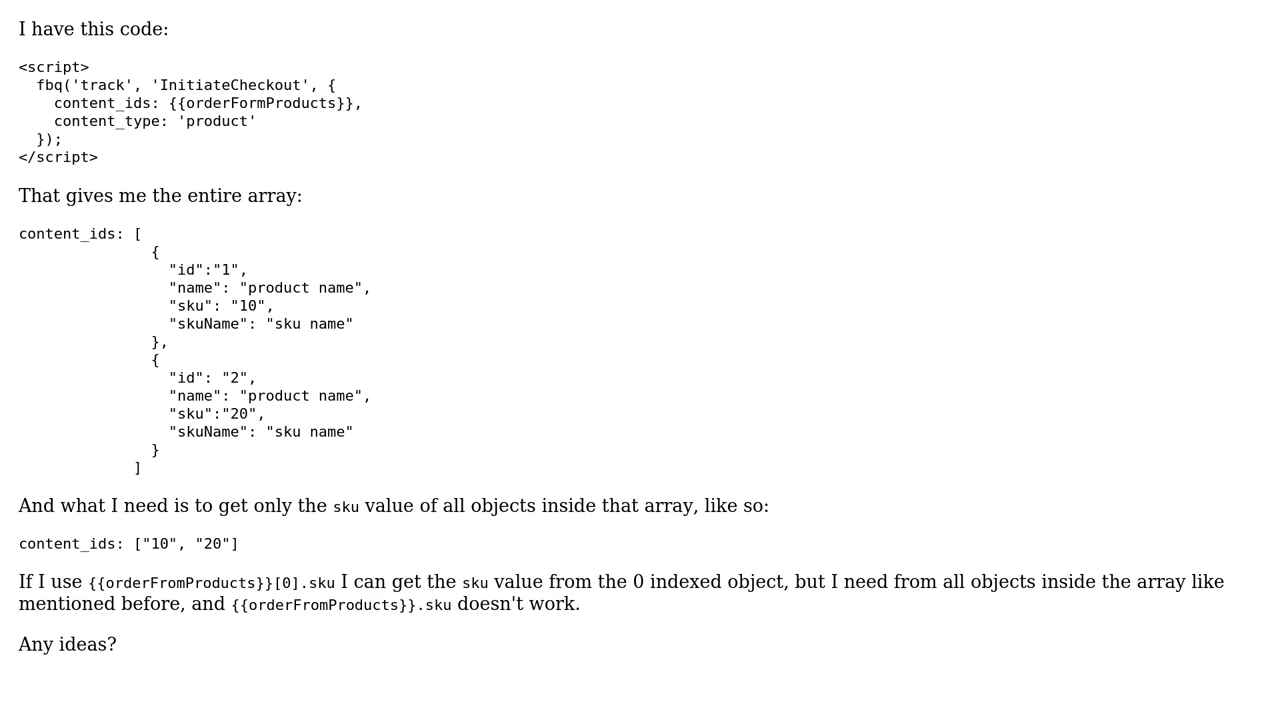 I have this code:
<script>
  fbq('track', 'InitiateCheckout', {
    content_ids: {{orderFormProducts}},
    content_type: 'product'
  });
</script>
That gives me the entire array:
content_ids: [
               {
                 "id":"1",
                 "name": "product name",
                 "sku": "10",
                 "skuName": "sku name"
               },
               {
                 "id": "2",
                 "name": "product name",
                 "sku":"20",
                 "skuName": "sku name"
               }
             ]
And what I need is to get only the sku value of all objects inside that array, like so:
content_ids: ["10", "20"]
If I use {{orderFromProducts}}[0].sku I can get the sku value from the 0 indexed object, but I need from all objects inside the array like
mentioned before, and {{orderFromProducts}}.sku doesn't work.
Any ideas?